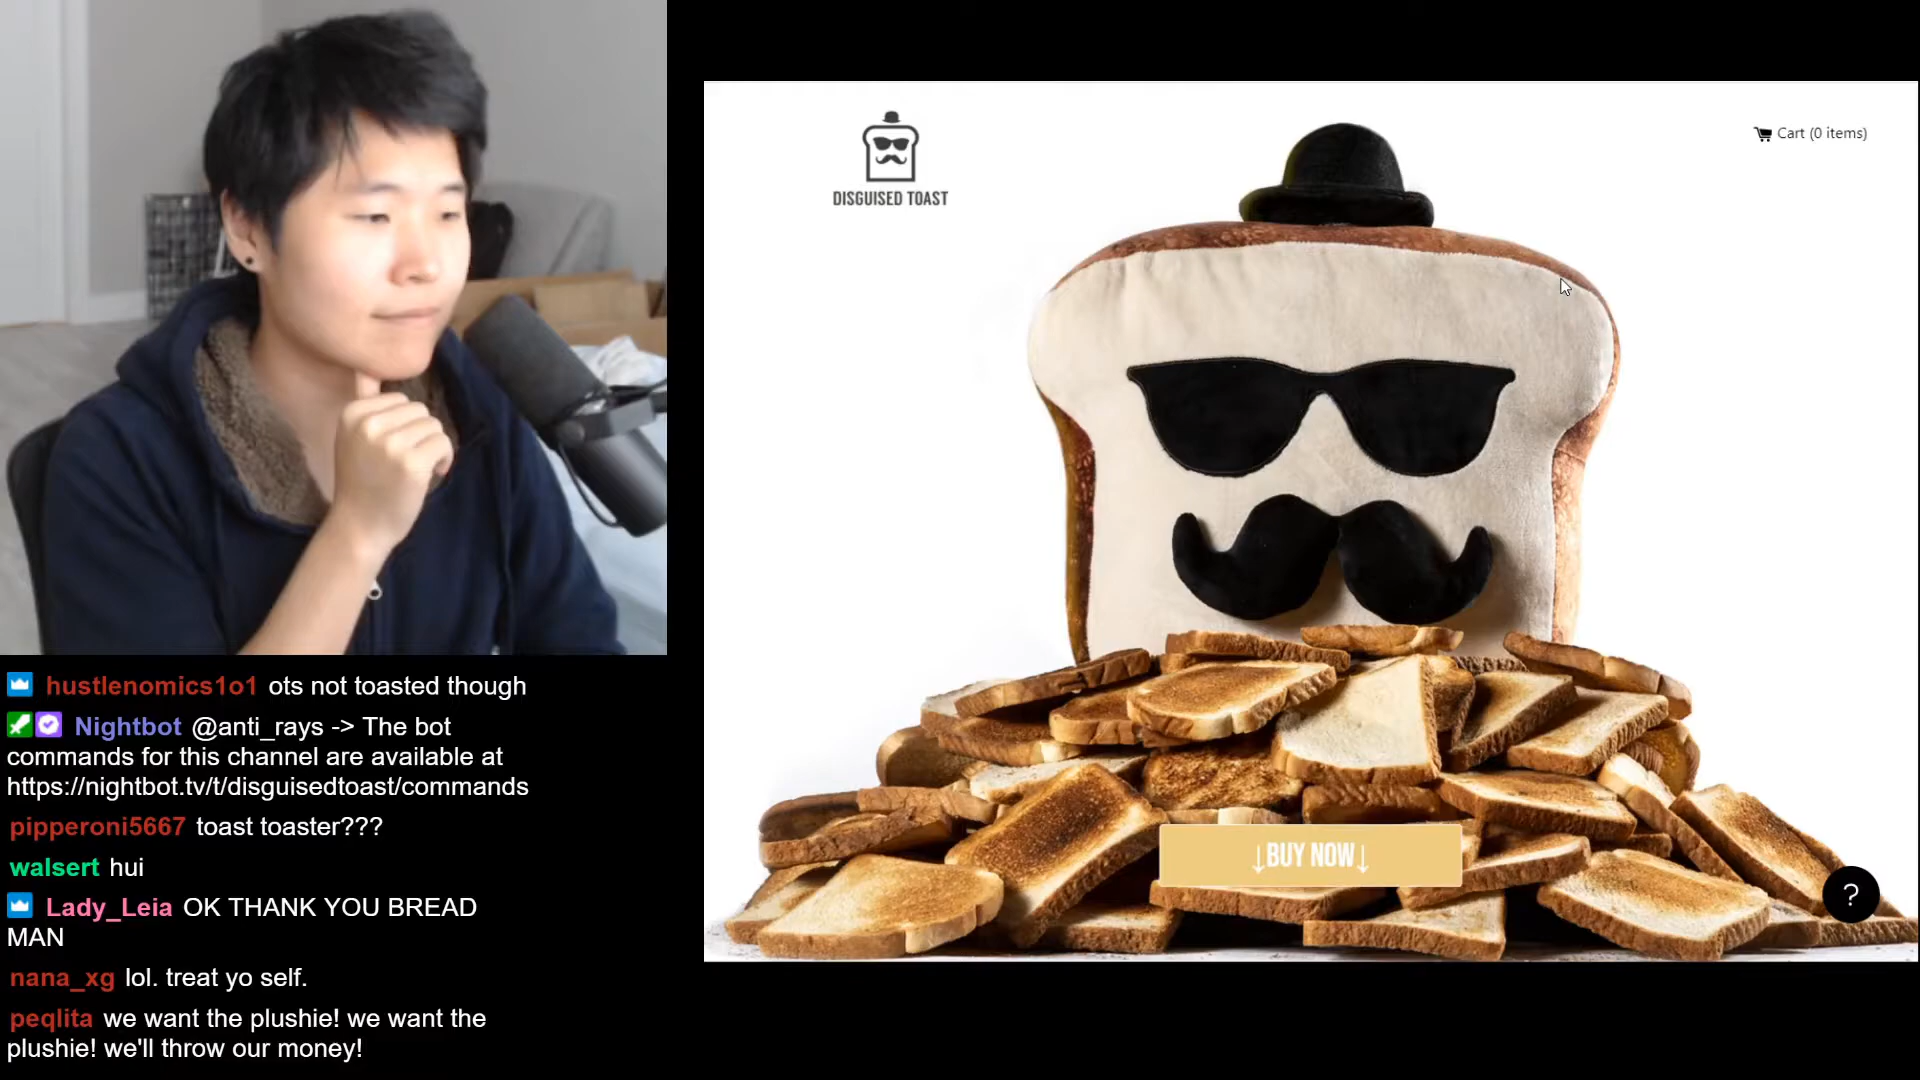 DISGUISED TOAST
Cart (0 items)
↓BUY NOW↓
?
hustlenomics1o1 ots not toasted though
Nightbot @anti_rays -> The bot
commands for this channel are available at
https://nightbot.tv/t/disguisedtoast/commands
pipperoni5667 toast toaster???
walsert hui
Lady_Leia OK THANK YOU BREAD
MAN
nana_xg lol. treat yo self.
peqlita we want the plushie! we want the
plushie! we'll throw our money!